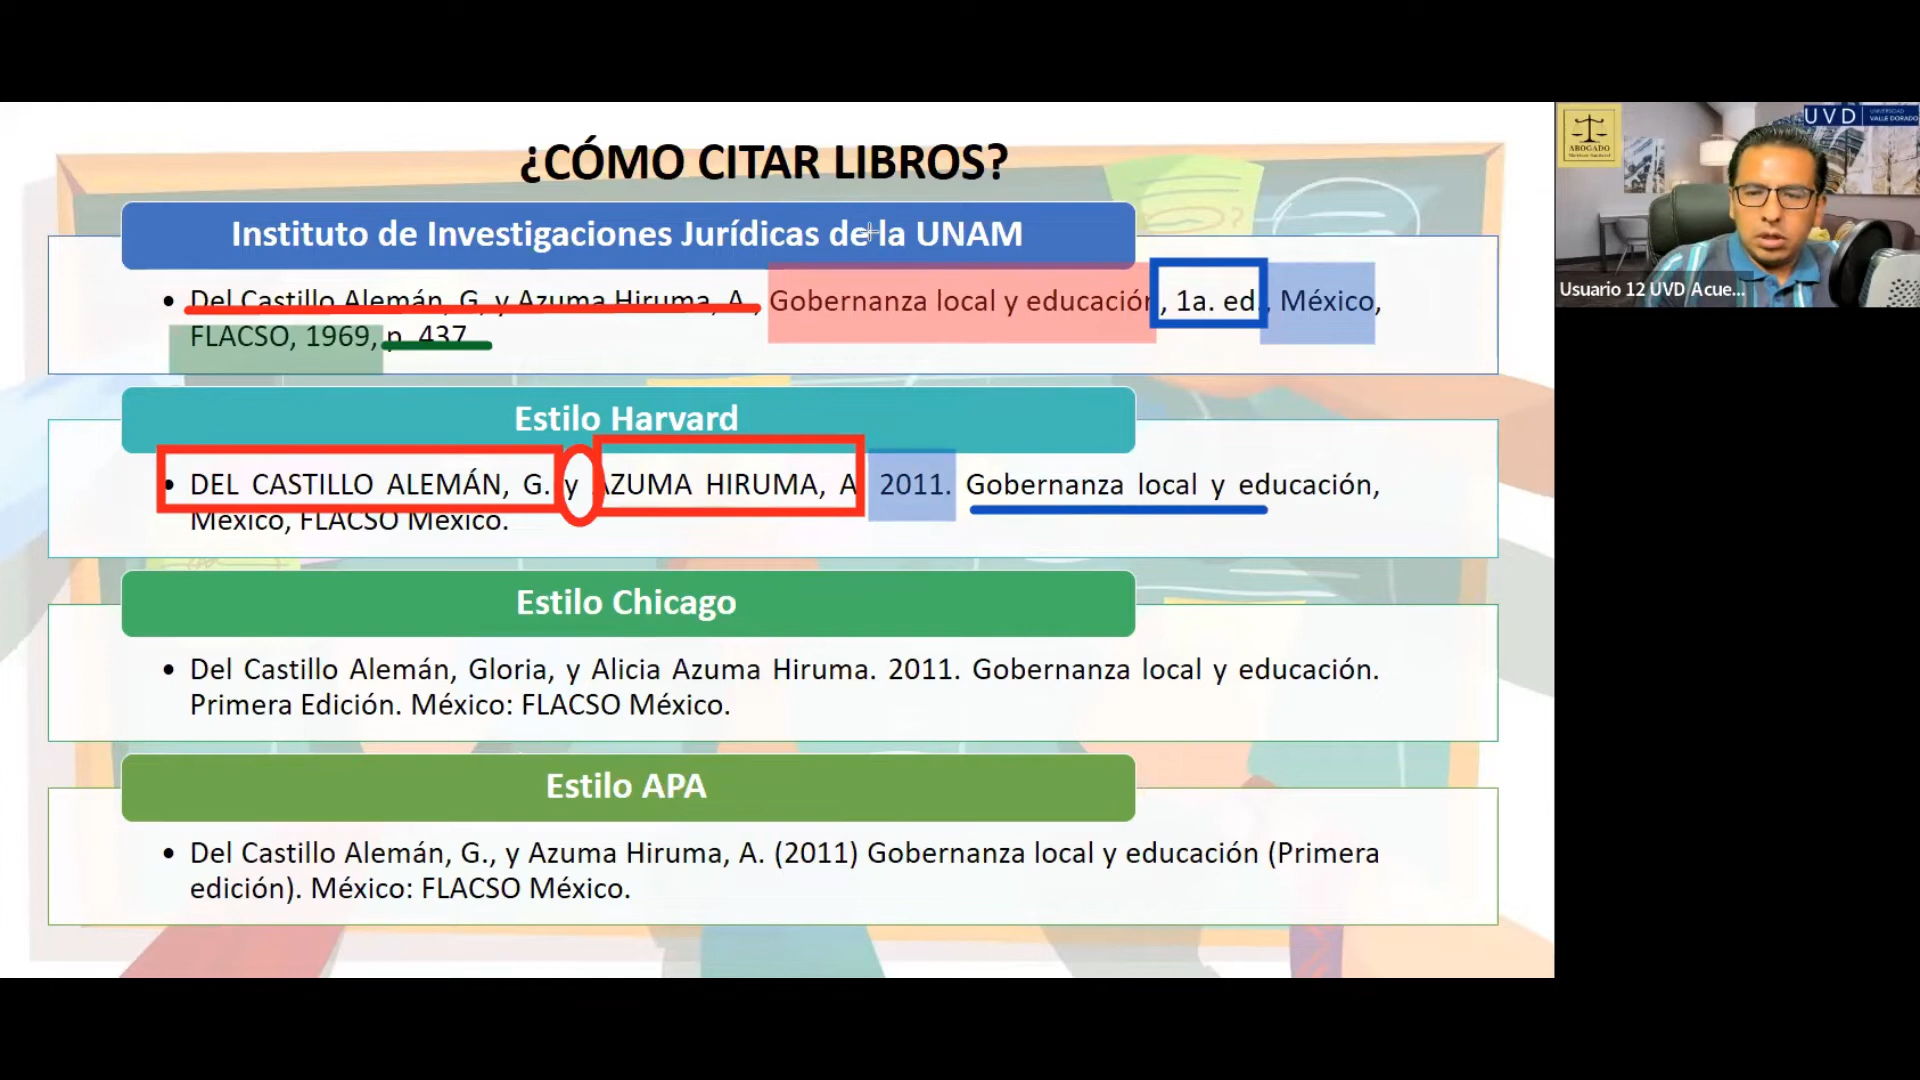 ¿CÓMO CITAR LIBROS?
Instituto de Investigaciones Jurídicas de la UNAM
• Del Castillo Alemán, G, y Azuma Hiruma, A, Gobernanza local y educación, 1a. ed., México,
FLACSO, 1969, p. 437
Estilo Harvard
• DEL CASTILLO ALEMÁN, G. y AZUMA HIRUMA, A 2011. Gobernanza local y educación,
México, FLACSO México.
Estilo Chicago
• Del Castillo Alemán, Gloria, y Alicia Azuma Hiruma. 2011. Gobernanza local y educación.
Primera Edición. México: FLACSO México.
Estilo APA
• Del Castillo Alemán, G., y Azuma Hiruma, A. (2011) Gobernanza local y educación (Primera
edición). México: FLACSO México.
ABOGADO
UVD
UNIVERSIDAD
VALLE DORADO
Usuario 12 UVD Acue...